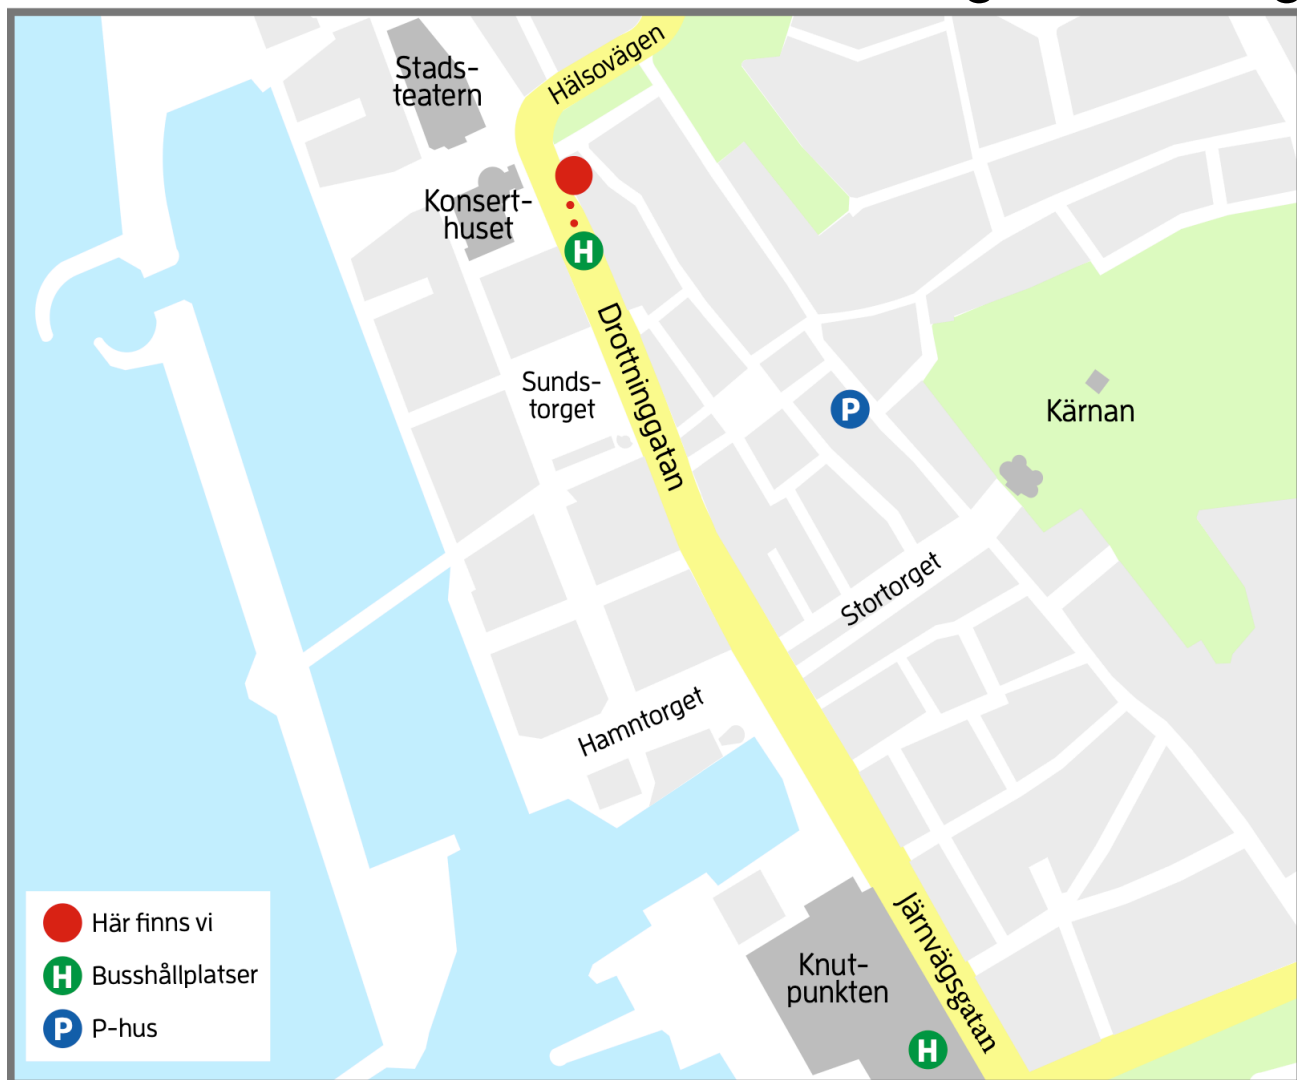 Stads-
teatern
Hälsovägen
Konsert-
huset
H
Drottninggatan
Sunds-
torget
P
Kärnan
Stortorget
Hamntorget
Järnvägsgatan
Knut-
punkten
H
Här finns vi
H Busshållplatser
P P-hus